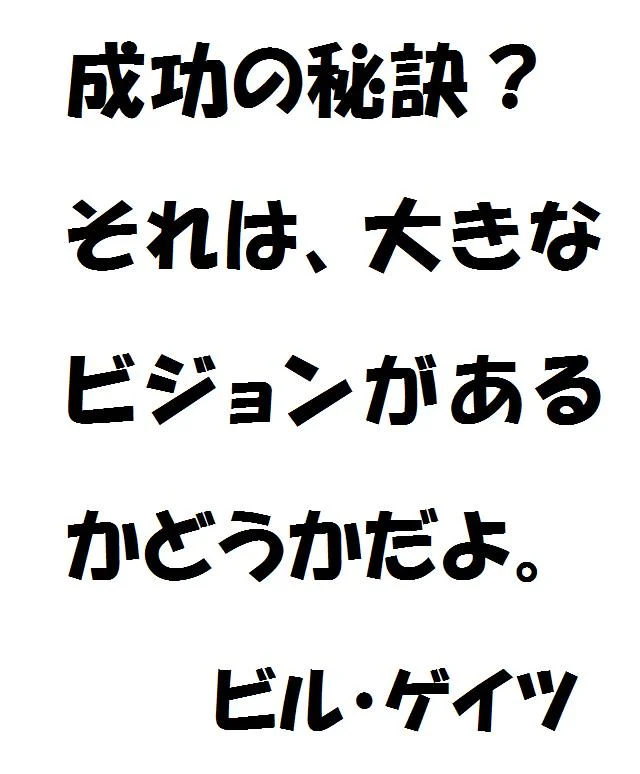 成功の秘訣？
それは、大きな
ビジョンがある
かどうかだよ。
ビル・ゲイツ